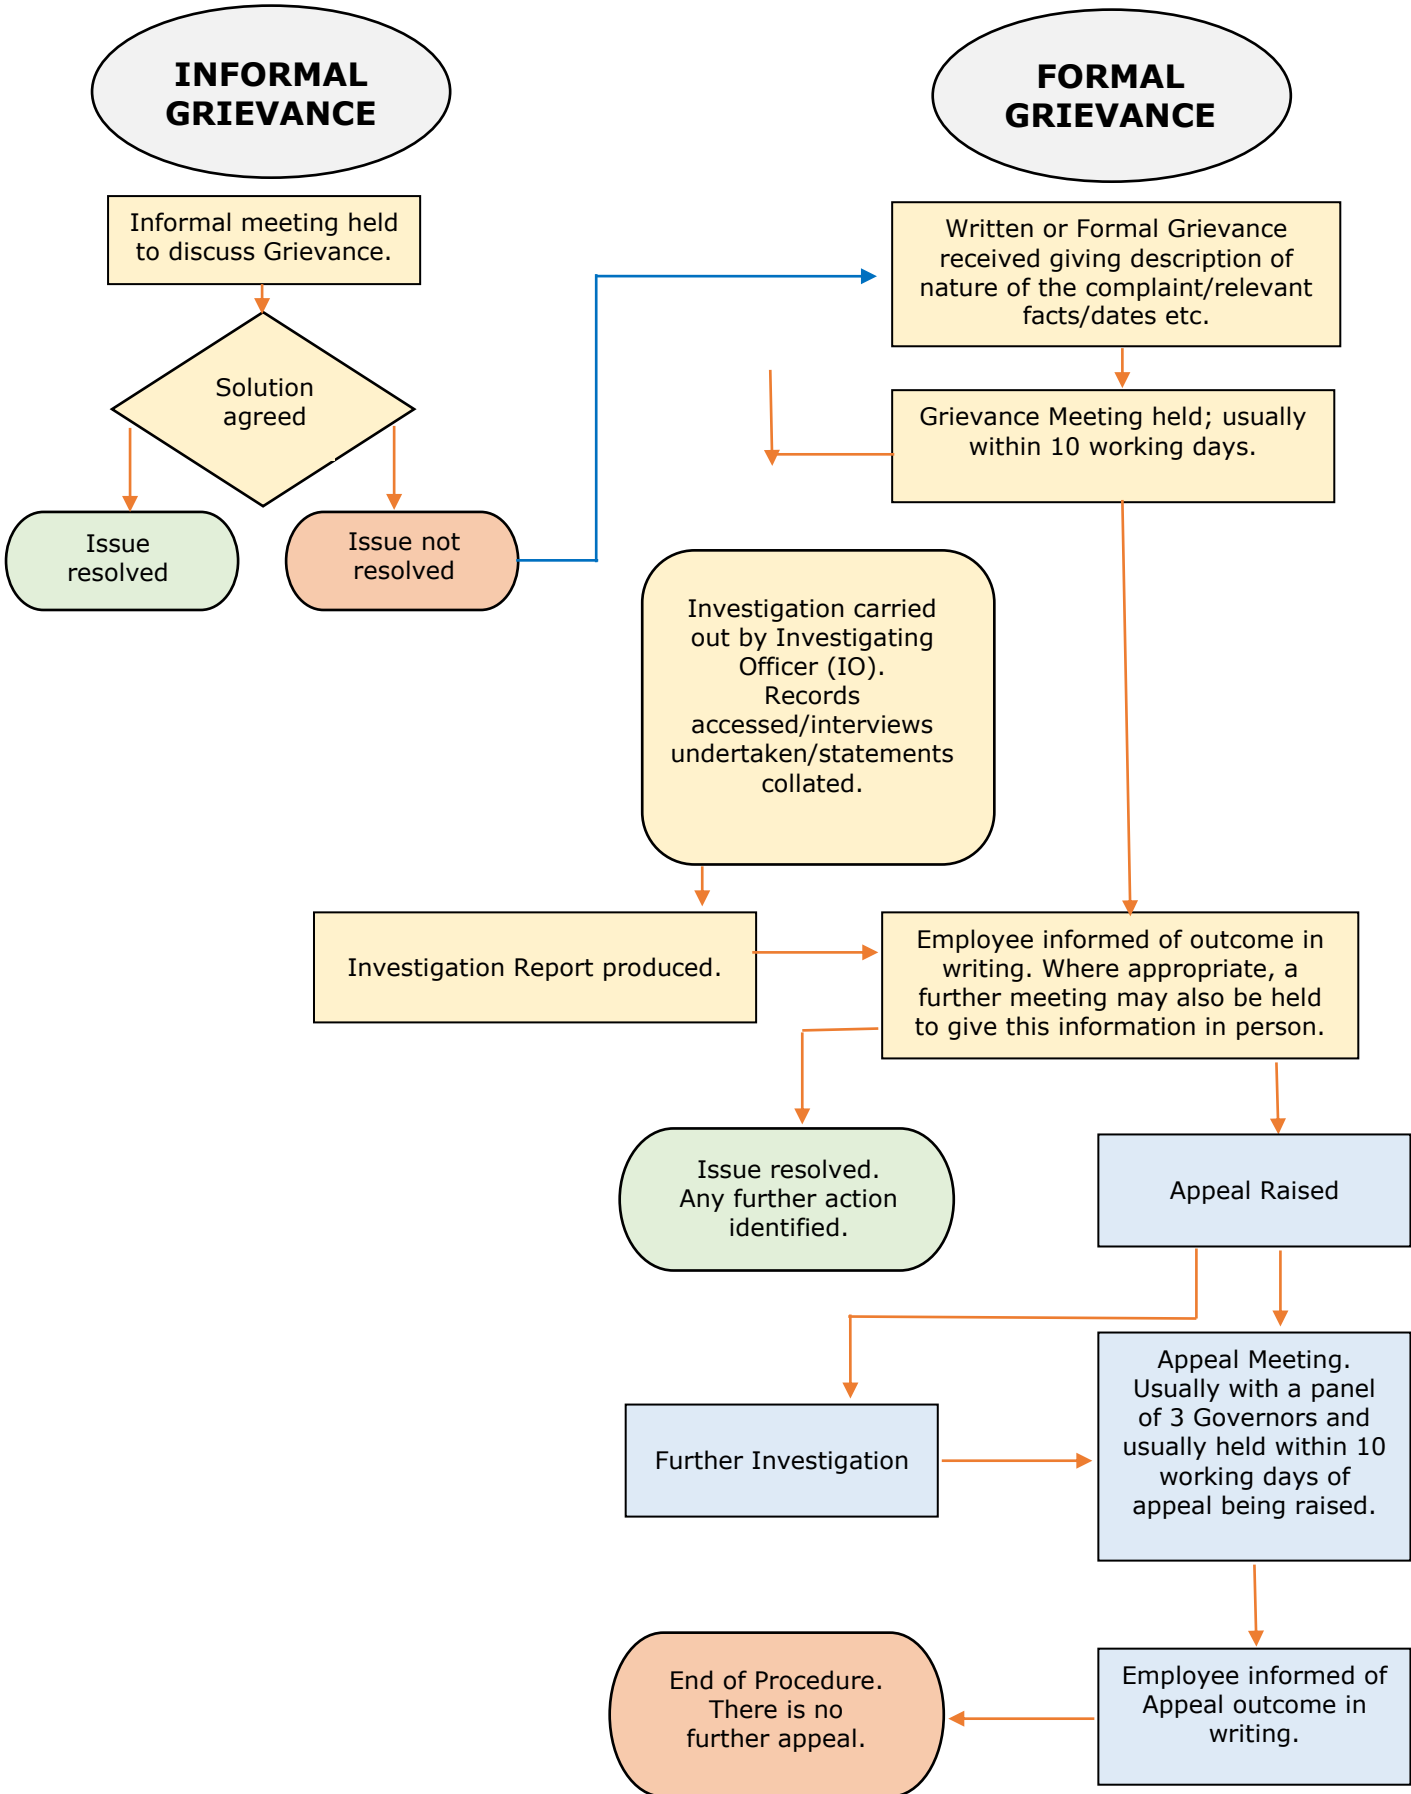 INFORMAL
GRIEVANCE
Informal meeting held
to discuss Grievance.
Solution
agreed
Issue
resolved
Issue not
resolved
FORMAL
GRIEVANCE
Written or Formal Grievance
received giving description of
nature of the complaint/relevant
facts/dates etc.
Grievance Meeting held; usually
within 10 working days.
Investigation carried
out by Investigating
Officer (IO).
Records
accessed/interviews
undertaken/statements
collated.
Investigation Report produced.
Employee informed of outcome in
writing. Where appropriate, a
further meeting may also be held
to give this information in person.
Issue resolved.
Any further action
identified.
Appeal Raised
Further Investigation
Appeal Meeting.
Usually with a panel
of 3 Governors and
usually held within 10
working days of
appeal being raised.
Employee informed of
Appeal outcome in
writing.
End of Procedure.
There is no
further appeal.